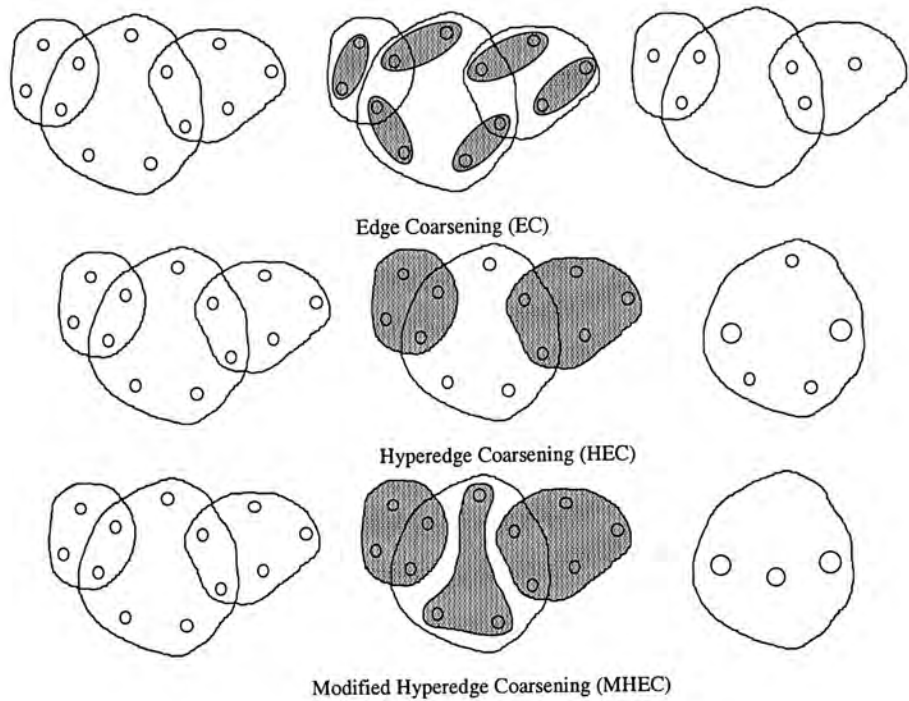 Edge Coarsening (EC)
Hyperedge Coarsening (HEC)
Modified Hyperedge Coarsening (MHEC)